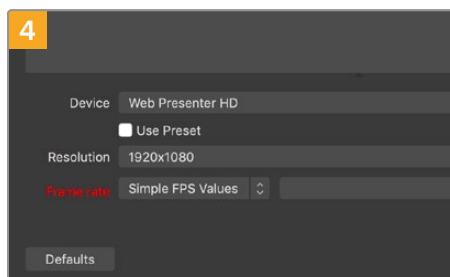 4
Device Web Presenter HD
Use Preset
Resolution 1920x1080
Frame rate Simple FPS Values
Defaults